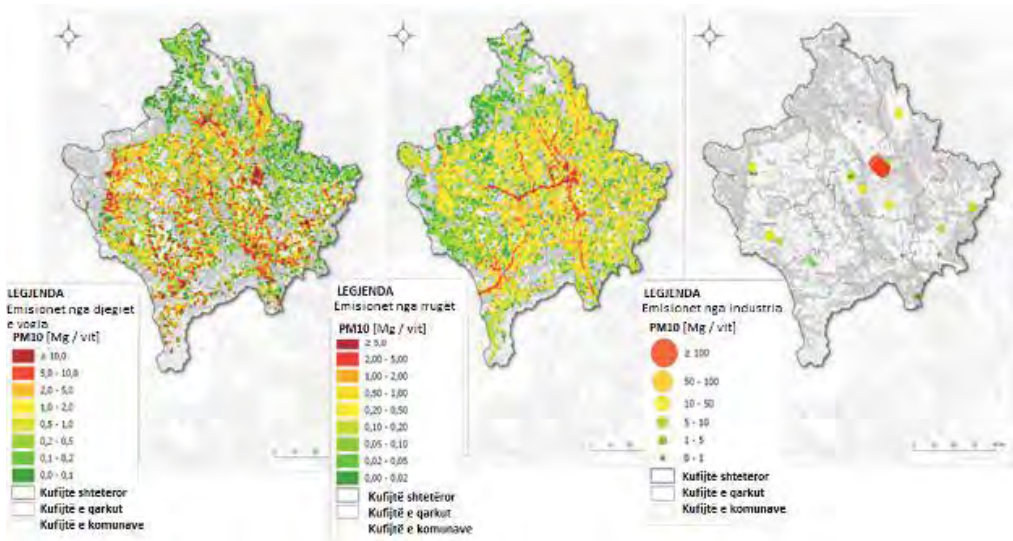 LEGJENDA
Emisionet nga djegiet
e vogla
PM10 [Mg / vit]
≥ 10,0
5,0 - 10,0
2,0 - 5,0
1,0 - 2,0
0,5 - 1,0
0,2 - 0,5
0,1 - 0,2
0,0 - 0,1
Kufijtë shtetëror
Kufijtë e qarkut
Kufijtë e komunave
LEGJENDA
Emisionet nga rruget
PM10 [Mg / vit]
≥ 5,0
2,00 - 5,00
1,00 - 2,00
0,50 - 1,00
0,20 - 0,50
0,10 - 0,20
0,05 - 0,10
0,02 - 0,05
0,00 - 0,02
Kufijtë shtetëror
Kufijtë e qarkut
Kufijtë e komunave
LEGJENDA
Emisionet nga industria
PM10 [Mg / vit]
≥ 100
50 - 100
10 - 50
5 - 10
1 - 5
0 - 1
Kufijtë shtetëror
Kufijtë e qarkut
Kufijtë e komunave